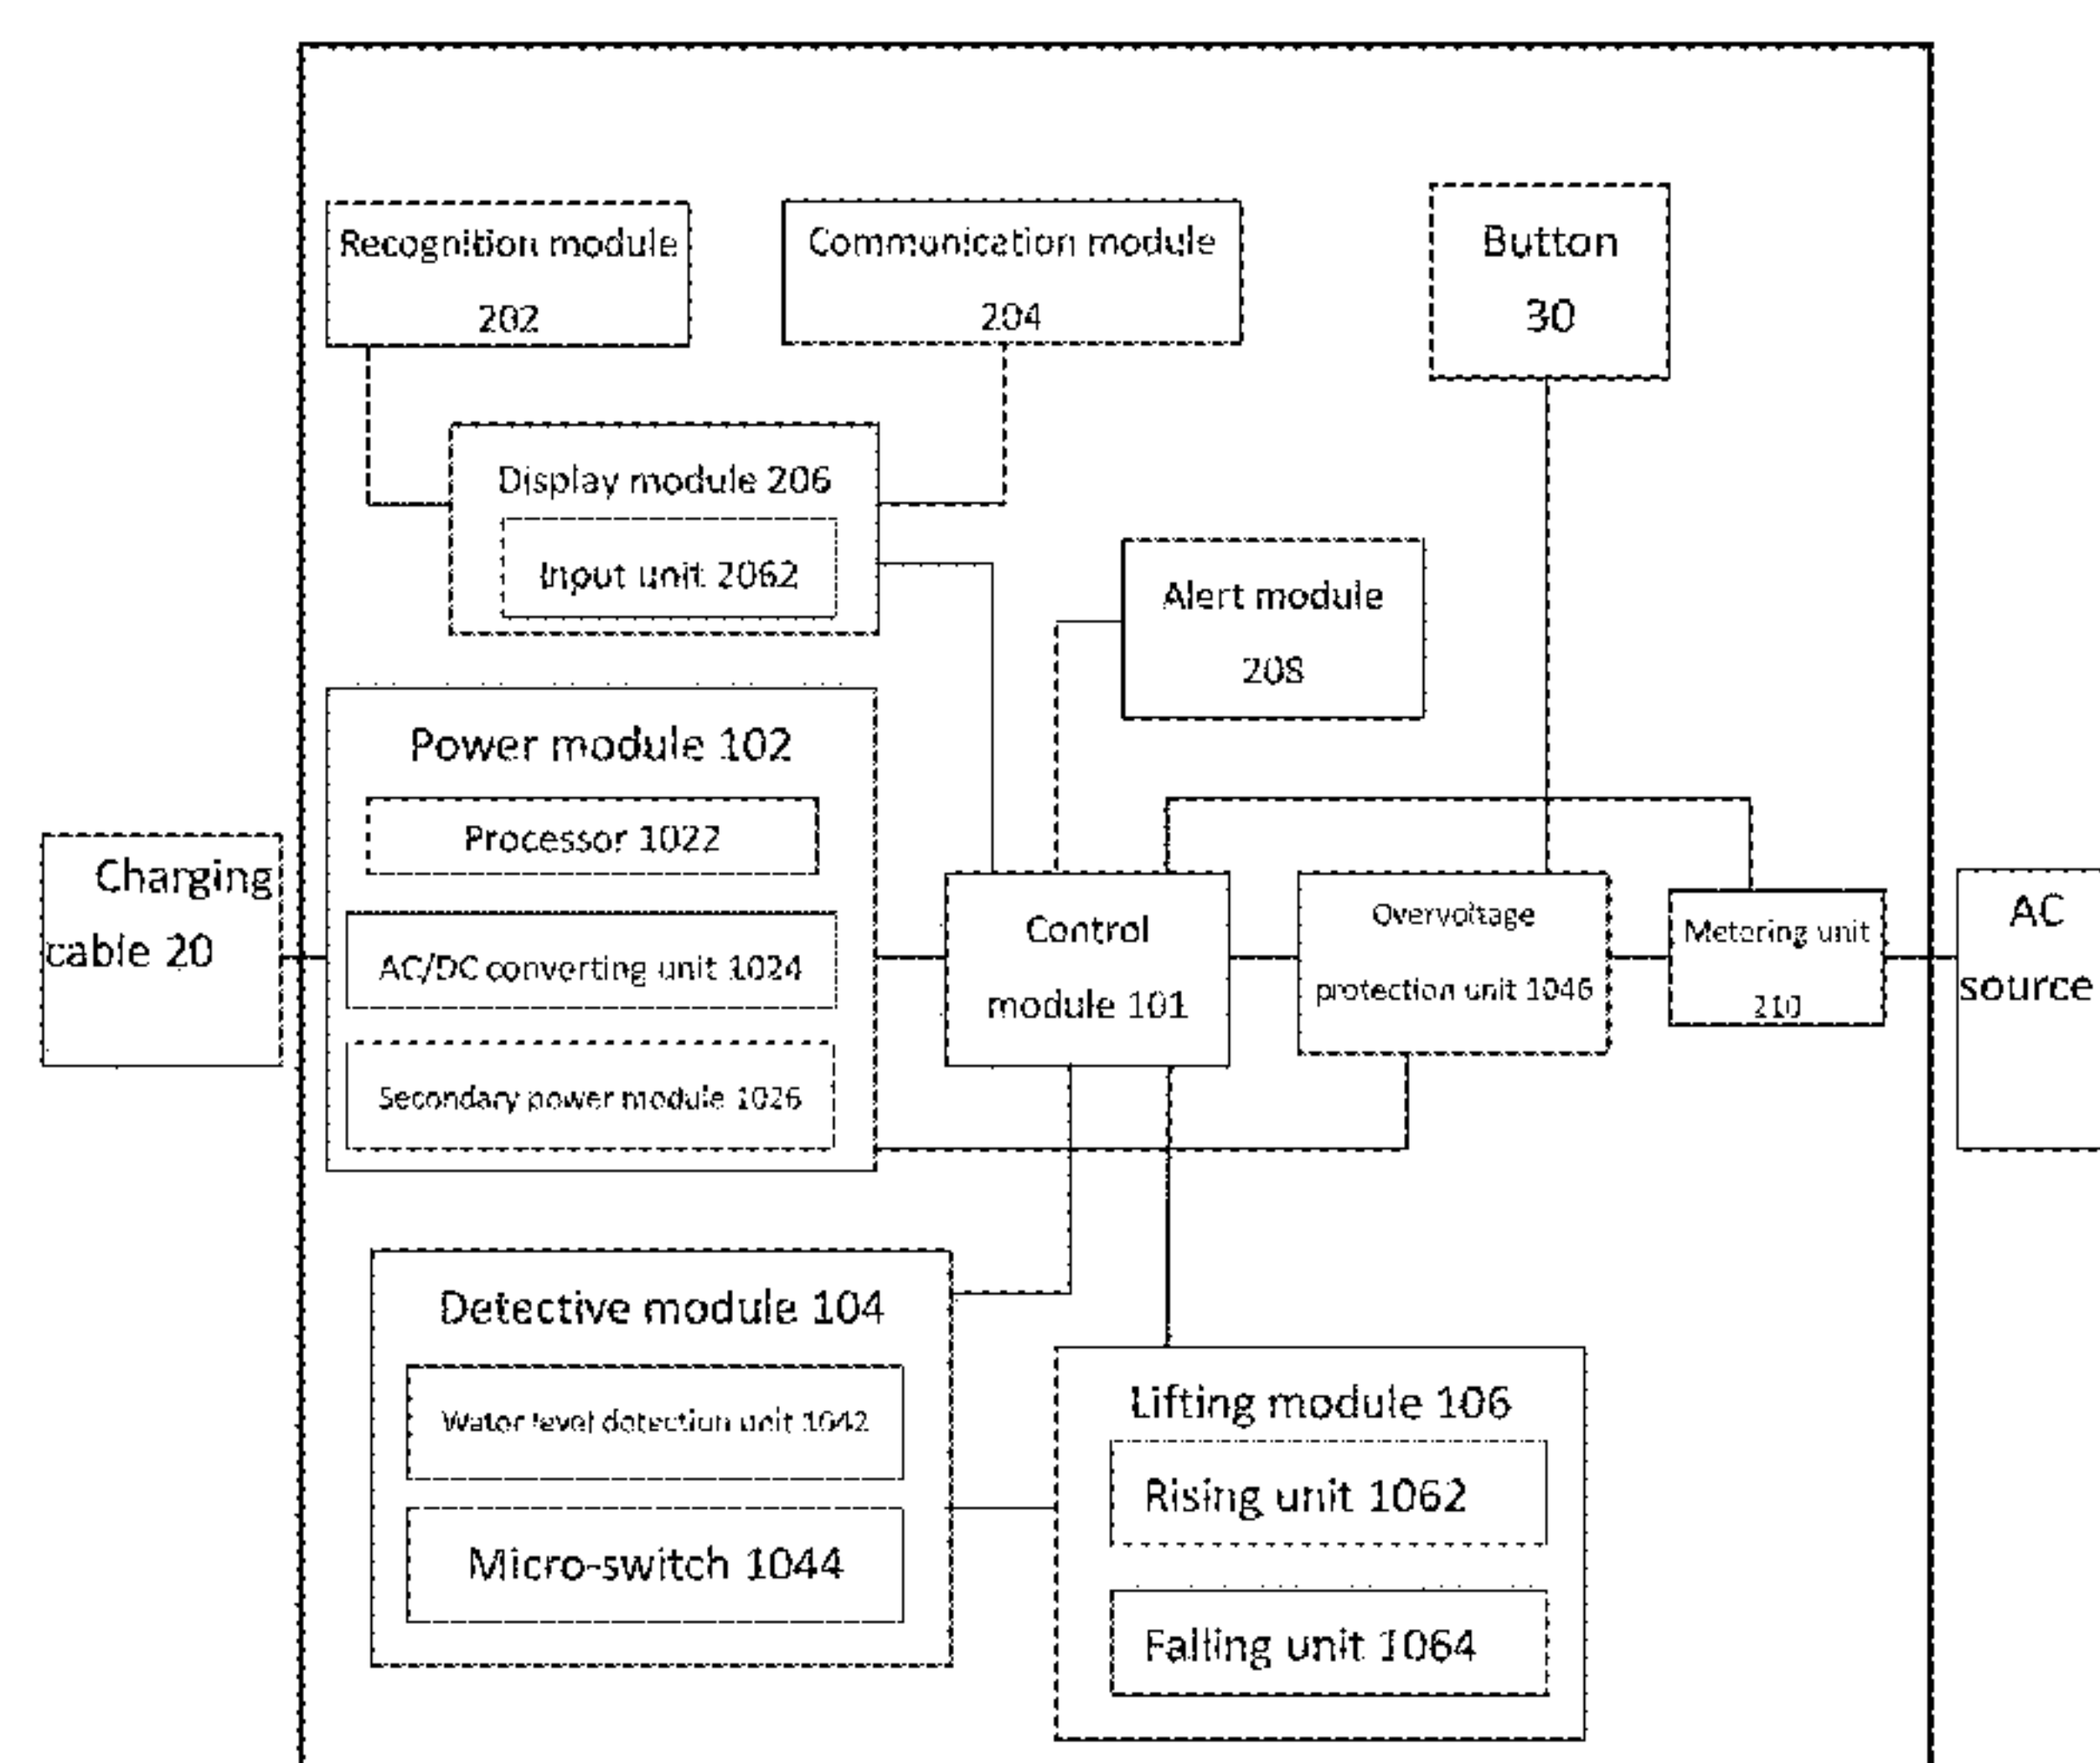 Recognition module
202
Communication module
204
Button
30
Display module 206
Input unit 2062
Alert module
208
Power module 102
Processor 1022
AC/DC converting unit 1024
Secondary power module 1026
Charging
cable 20
Control
module 101
Overvoltage
protection unit 1046
Metering unit
210
AC
source
Detective module 104
Water level detection unit 1042
Micro-switch 1044
Lifting module 106
Rising unit 1062
Falling unit 1064